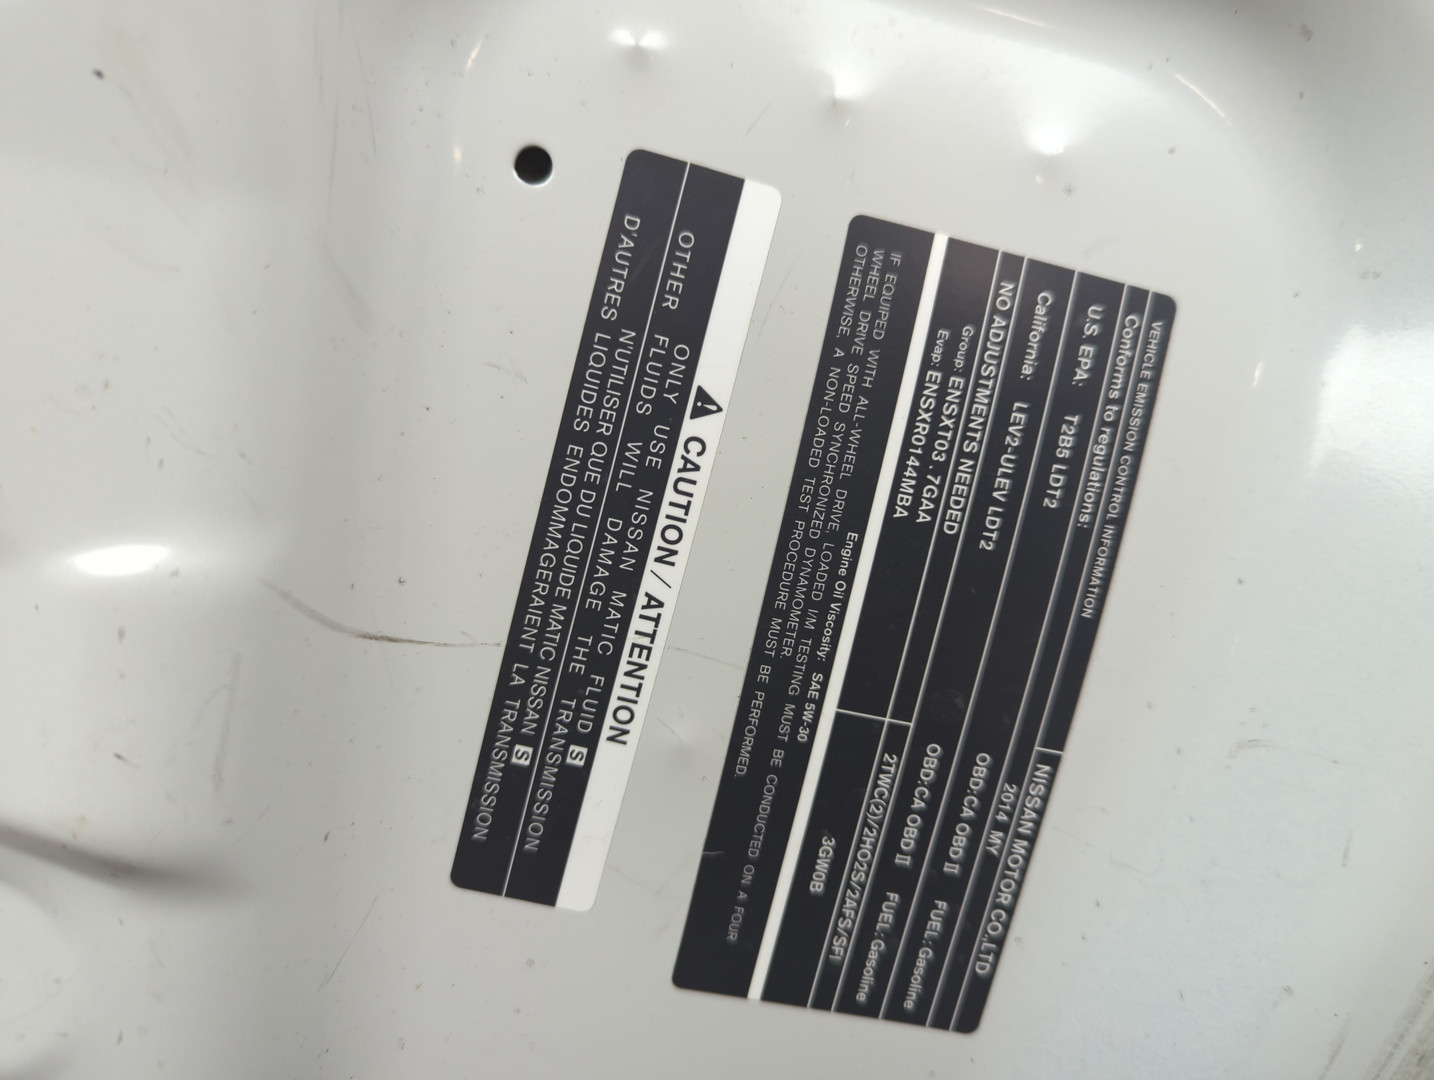 VEHICLE EMISSION CONTROL INFORMATION
Conforms to regulations:
NISSAN MOTOR CO.,LTD
2014 MY
U.S. EPA: T2B5 LDT2
OBD:CA OBD II FUEL:Gasoline
California: LEV2-ULEV LDT2
OBD:CA OBD II FUEL:Gasoline
NO ADJUSTMENTS NEEDED
Group: ENSXT03.7GAA
2TWC(2)/2HO2S/2AFS/SFI
Evap: ENSXR0144MBA
3GW0B
Engine Oil Viscosity: SAE 5W-30
IF EQUIPED WITH ALL-WHEEL DRIVE, LOADED I/M TESTING MUST BE CONDUCTED ON A FOUR
WHEEL DRIVE SPEED SYNCHRONIZED DYNAMOMETER.
OTHERWISE, A NON-LOADED TEST PROCEDURE MUST BE PERFORMED.
CAUTION / ATTENTION
ONLY USE NISSAN MATIC FLUID S
OTHER FLUIDS WILL DAMAGE THE TRANSMISSION
N'UTILISER QUE DU LIQUIDE MATIC NISSAN S
D'AUTRES LIQUIDES ENDOMMAGERAIENT LA TRANSMISSION